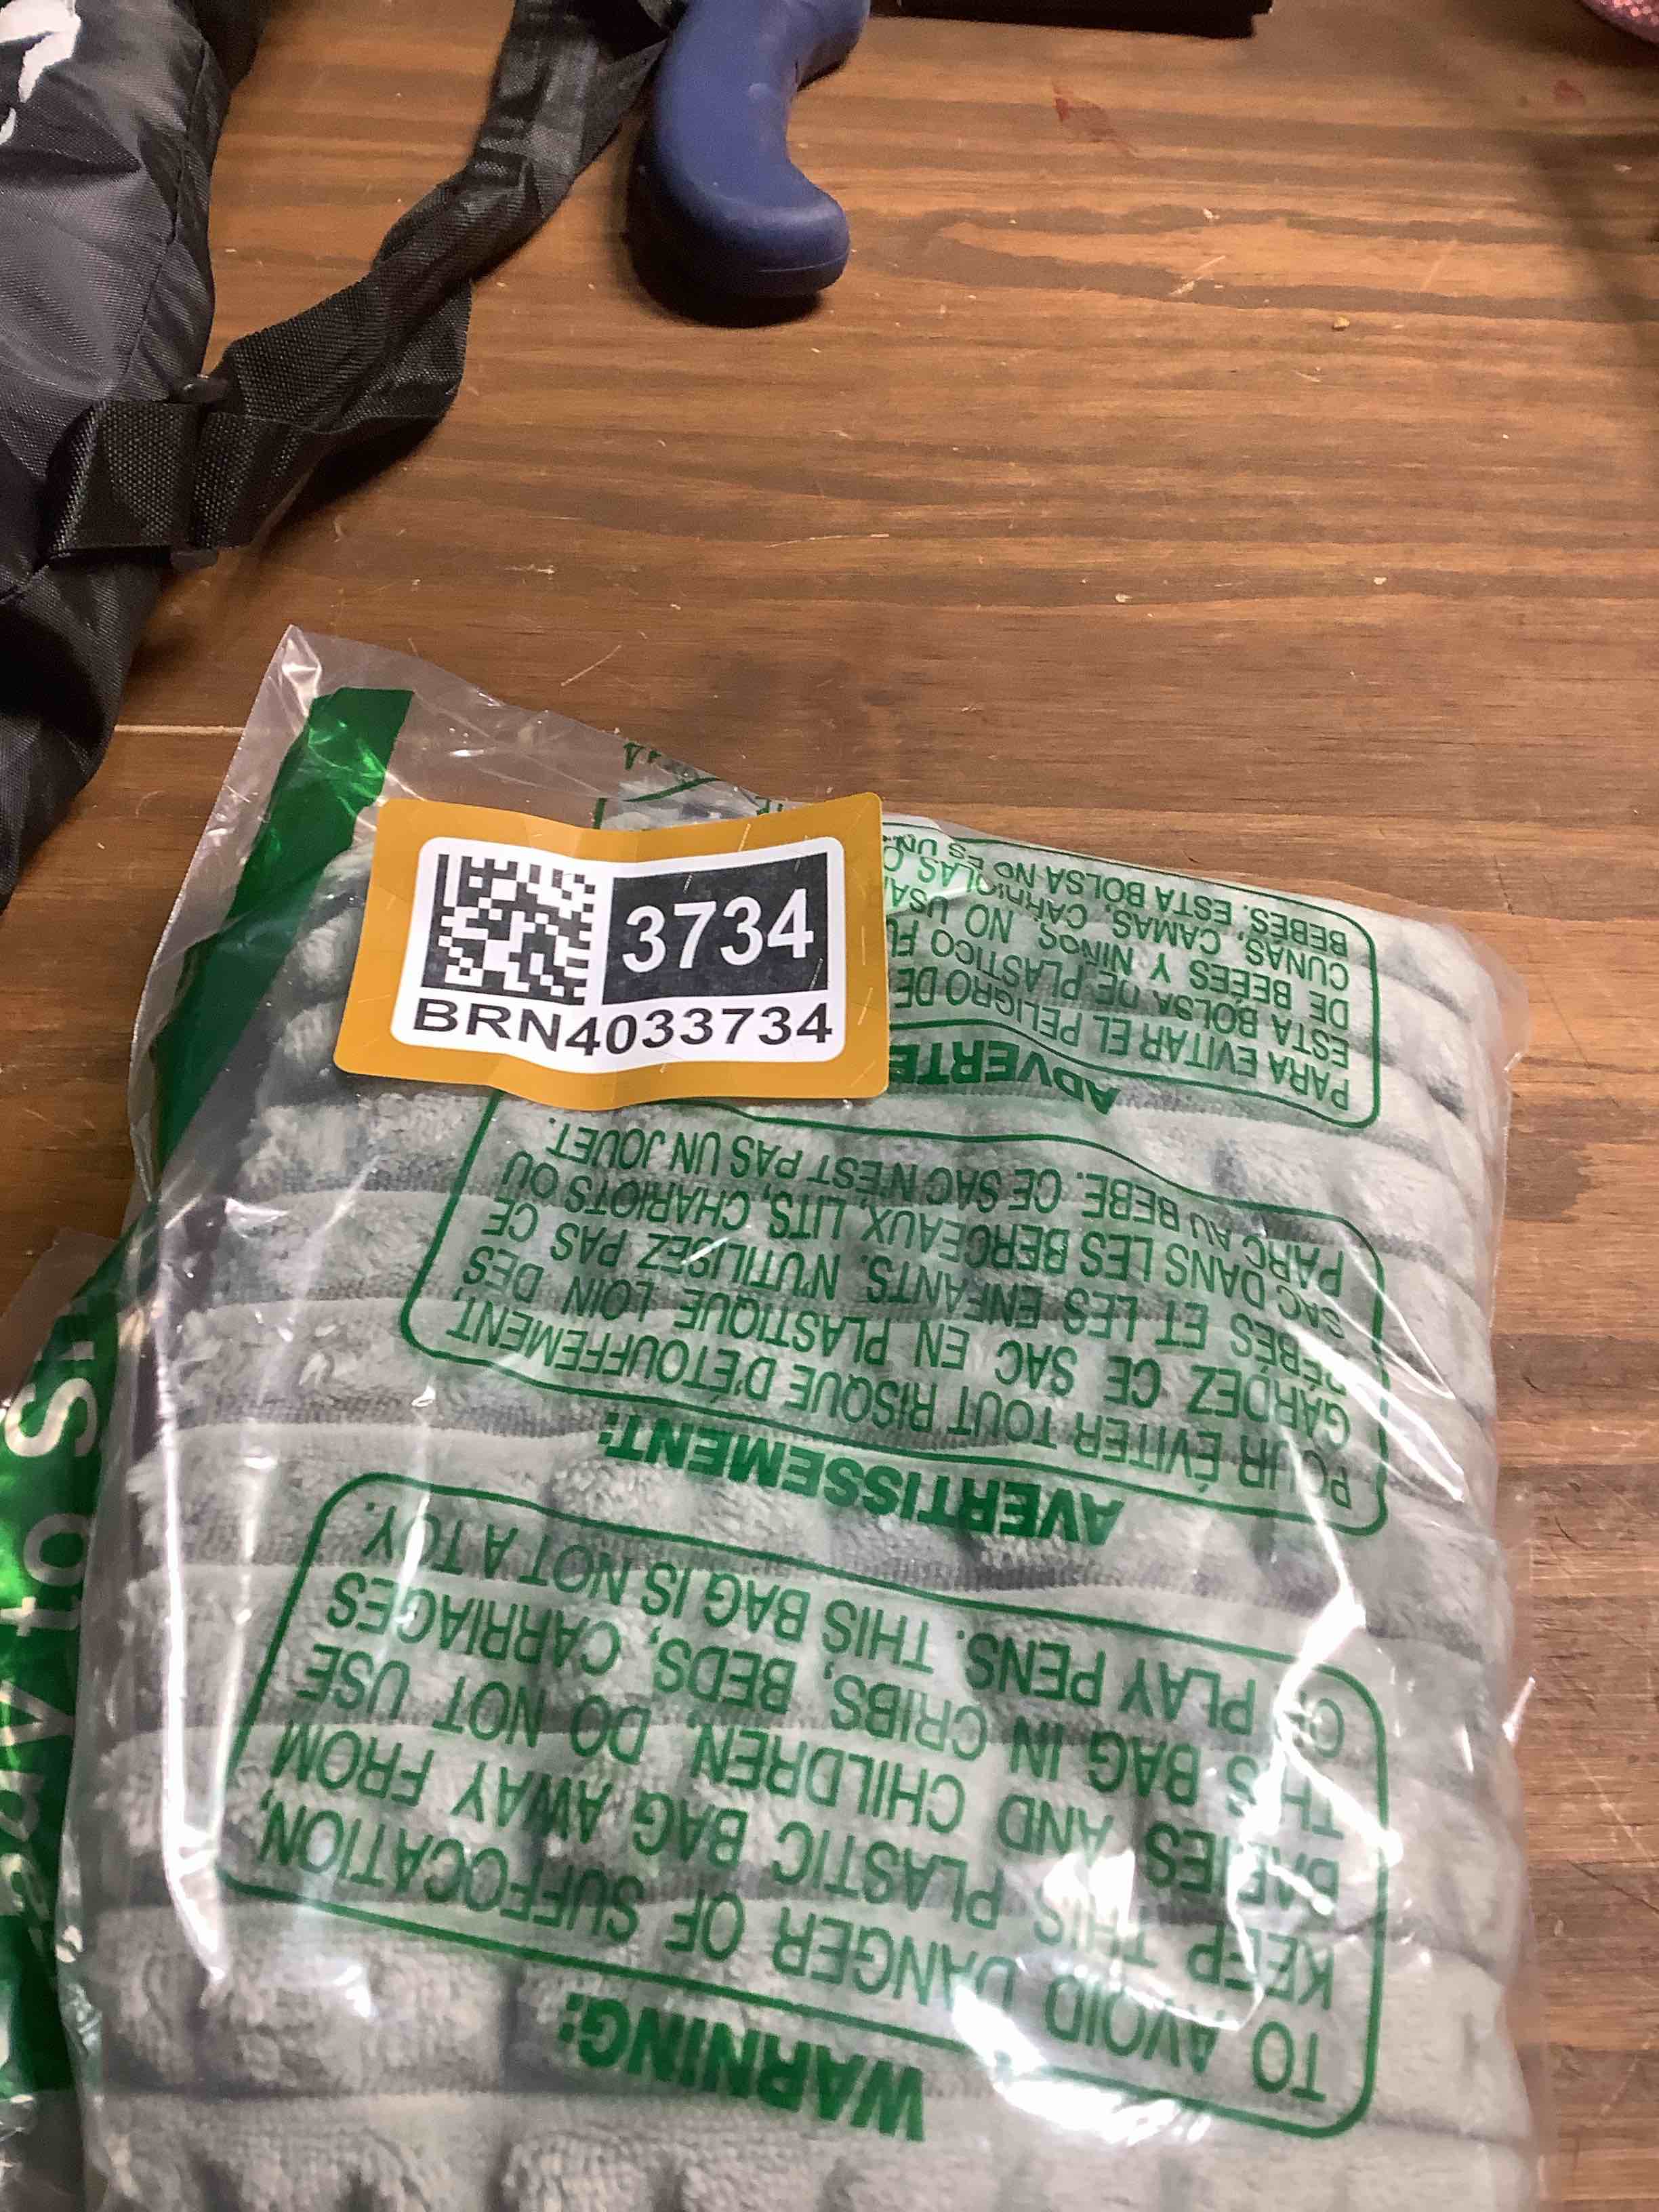 3734
BRN4033734
WARNING:
TO AVOID DANGER OF SUFFOCATION,
KEEP THIS PLASTIC BAG AWAY FROM
BABIES AND CHILDREN. DO NOT USE
THIS BAG IN CRIBS, BEDS, CARRIAGES
OR PLAY PENS. THIS BAG IS NOT A TOY.
AVERTISSEMENT:
POUR ÉVITER TOUT RISQUE D'ÉTOUFFEMENT,
GARDEZ CE SAC EN PLASTIQUE LOIN DES
BÉBÉS ET LES ENFANTS. N'UTILISEZ PAS CE
SAC DANS LES BERCEAUX, LITS, CHARIOTS OU
PARC AU BEBE. CE SAC N'EST PAS UN JOUET.
ADVERTE
PARA EVITAR EL PELIGRO DE
ESTA BOLSA DE PLASTICO
DE BEBES Y NIÑOS. NO
CUNAS, CAMAS, CARRIOLAS
BEBES. ESTA BOLSA NO ES UN
to